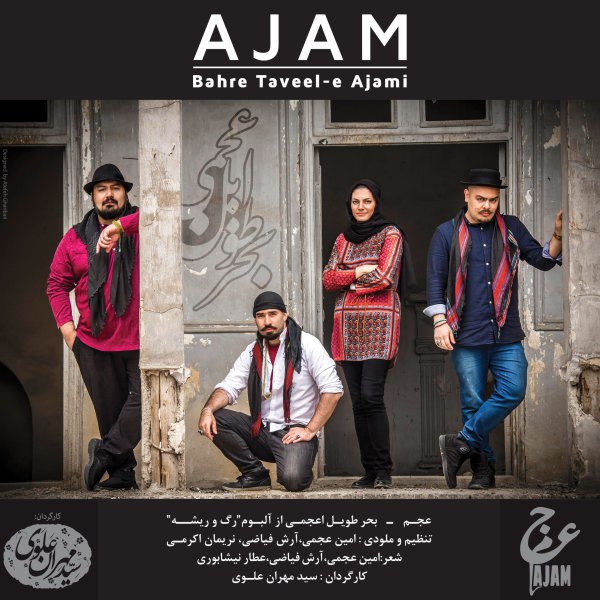 AJAM
Bahre Taveel-e Ajami
بحر طویل اعجمی
عجم - بحر طویل اعجمی از آلبوم "رگ و ریشه"
تنظیم و ملودی : امین عجمی،آرش فیاضی، نریمان اکرمی
شعر:امین عجمی،آرش فیاضی،عطار نیشابوری
کارگردان : سید مهران علوی
کارگردان:
سید مهران علوی
عجم
AJAM